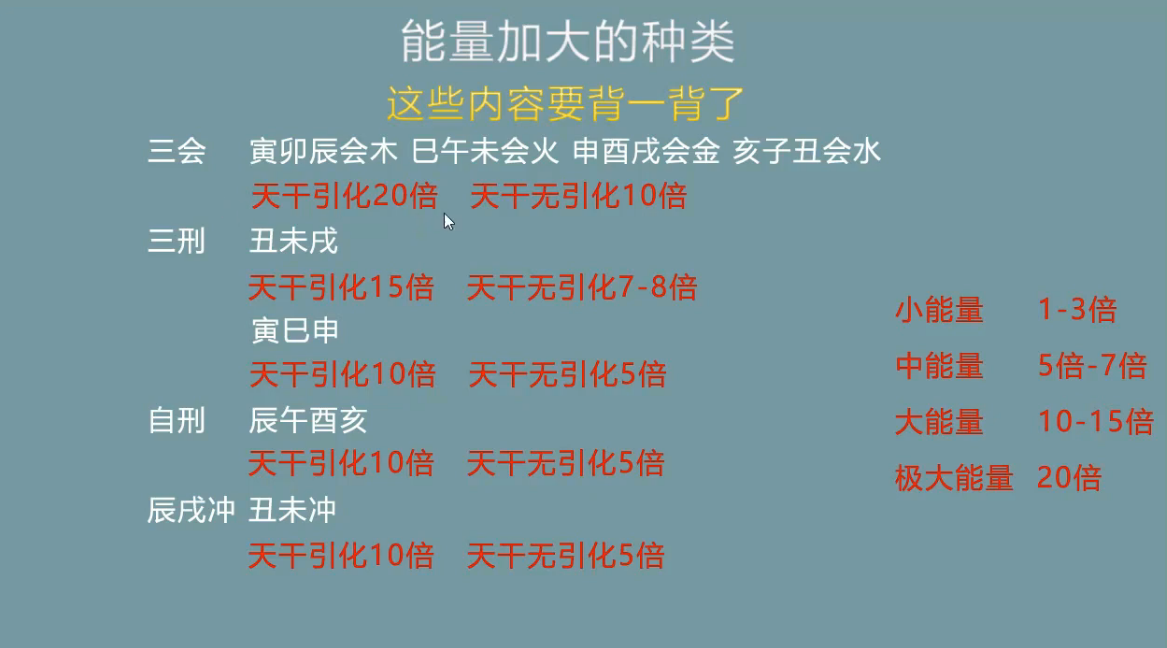 能量加大的种类
这些内容要背一背了
三会 寅卯辰会木 巳午未会火 申酉戌会金 亥子丑会水
天干引化20倍 天干无引化10倍
三刑 丑未戌
天干引化15倍 天干无引化7-8倍
寅巳申
天干引化10倍 天干无引化5倍
自刑 辰午酉亥
天干引化10倍 天干无引化5倍
辰戌冲 丑未冲
天干引化10倍 天干无引化5倍
小能量 1-3倍
中能量 5倍-7倍
大能量 10-15倍
极大能量 20倍